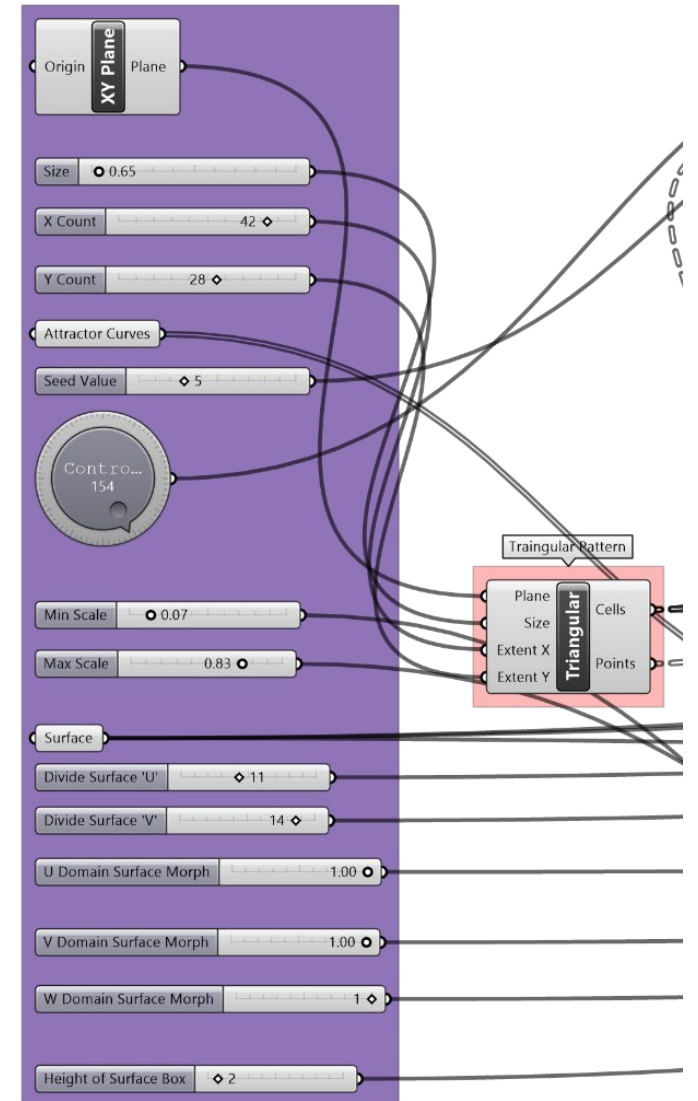 Origin
XY Plane
Plane
Size
0.65
X Count
42
Y Count
28
Attractor Curves
Seed Value
5
Contro...
154
Traingular Pattern
Plane
Size
Extent X
Extent Y
Triangular
Cells
Points
Min Scale
0.07
Max Scale
0.83
Surface
Divide Surface 'U'
11
Divide Surface 'V'
14
U Domain Surface Morph
1.00
V Domain Surface Morph
1.00
W Domain Surface Morph
1
Height of Surface Box
2